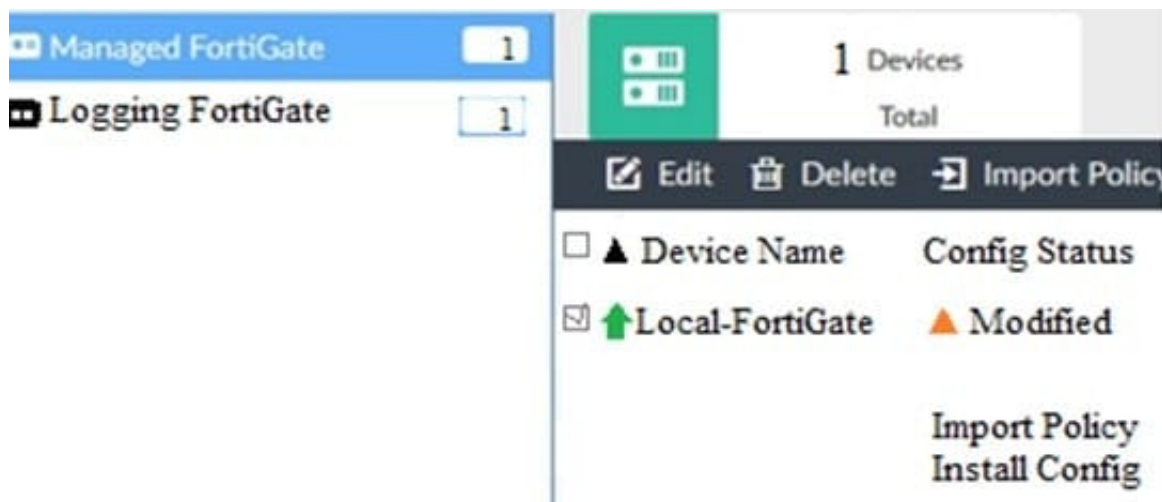 Managed FortiGate 1
Logging FortiGate 1
1 Devices
Total
Edit Delete Import Policy
Device Name Config Status
Local-FortiGate Modified
Import Policy
Install Config